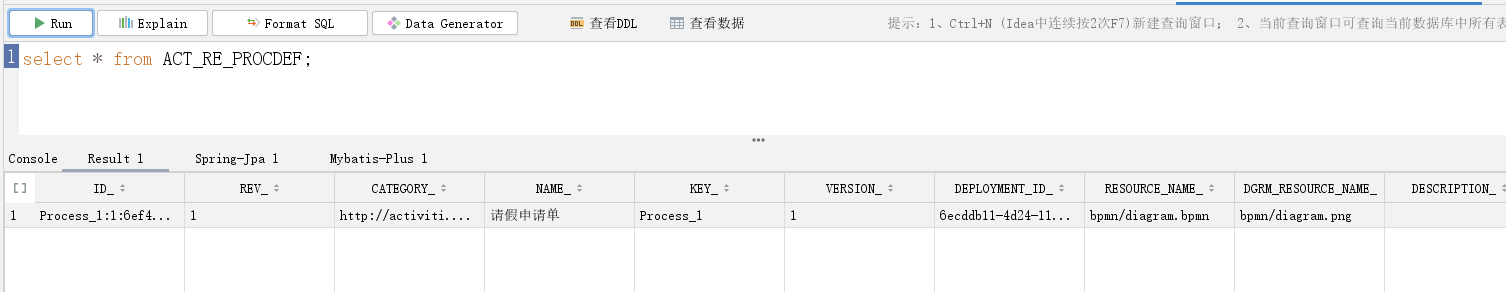 Run Explain Format SQL Data Generator DDL 查看DDL 查看数据 提示：1、Ctrl+N (Idea中连续按2次F7)新建查询窗口； 2、当前查询窗口可查询当前数据库中所有表
1 select * from ACT_RE_PROCDEF;
Console Result 1 Spring-Jpa 1 Mybatis-Plus 1
[] ID_ REV_ CATEGORY_ NAME_ KEY_ VERSION_ DEPLOYMENT_ID_ RESOURCE_NAME_ DGRM_RESOURCE_NAME_ DESCRIPTION_
1 Process_1:1:6ef4... 1 http://activiti.... 请假申请单 Process_1 1 6ecddb11-4d24-11... bpmn/diagram.bpmn bpmn/diagram.png